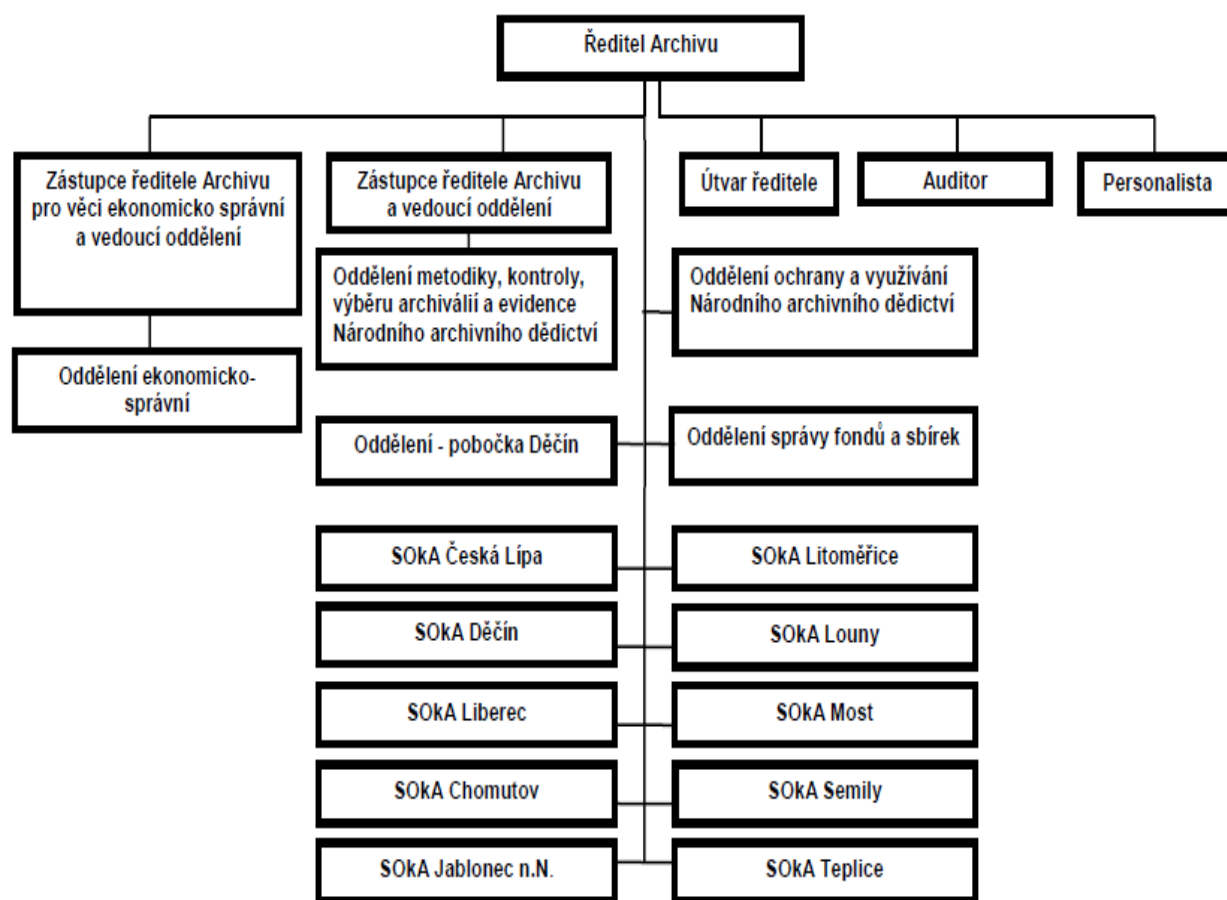 Ředitel Archivu
Zástupce ředitele Archivu
pro věci ekonomicko správní
a vedoucí oddělení
Zástupce ředitele Archivu
a vedoucí oddělení
Útvar ředitele
Auditor
Personalista
Oddělení metodiky, kontroly,
výběru archiválií a evidence
Národního archivního dědictví
Oddělení ochrany a využívání
Národního archivního dědictví
Oddělení ekonomicko-
správní
Oddělení - pobočka Děčín
Oddělení správy fondů a sbírek
SOkA Česká Lípa
SOkA Litoměřice
SOkA Děčín
SOkA Louny
SOkA Liberec
SOkA Most
SOkA Chomutov
SOkA Semily
SOkA Jablonec n.N.
SOkA Teplice